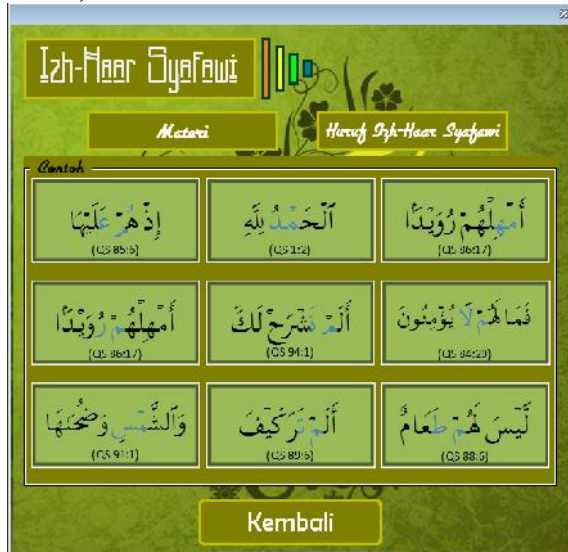 Izh-Haar Syafawi
Materi
Huruf Izh-Haar Syafawi
Contoh
إِذْ هُمْ عَلَيْهَا
(QS 85:6)
ٱلْحَمْدُ لِلَّهِ
(QS 1:2)
أَمْهِلْهُمْ رُوَيْدًۢا
(QS 86:17)
أَمْهِلْهُمْ رُوَيْدًۢا
(QS 86:17)
أَلَمْ نَشْرَحْ لَكَ
(QS 94:1)
فَمَا لَهُمْ لَا يُؤْمِنُونَ
(QS 84:20)
وَٱلشَّمْسِ وَضُحَىٰهَا
(QS 91:1)
أَلَمْ تَرَ كَيْفَ
(QS 89:6)
لَّيْسَ لَهُمْ طَعَامٌ
(QS 88:6)
Kembali